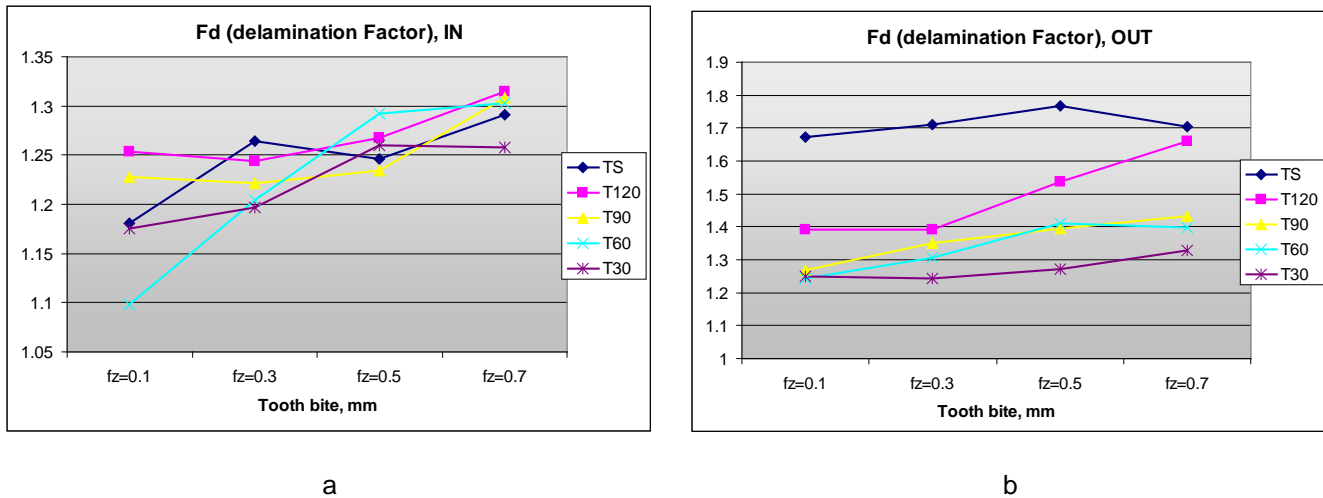 Fd (delamination Factor), IN
1.35
1.3
1.25
1.2
1.15
1.1
1.05
fz=0.1 fz=0.3 fz=0.5 fz=0.7
Tooth bite, mm
TS
T120
T90
T60
T30
a
Fd (delamination Factor), OUT
1.9
1.8
1.7
1.6
1.5
1.4
1.3
1.2
1.1
1
fz=0.1 fz=0.3 fz=0.5 fz=0.7
Tooth bite, mm
TS
T120
T90
T60
T30
b